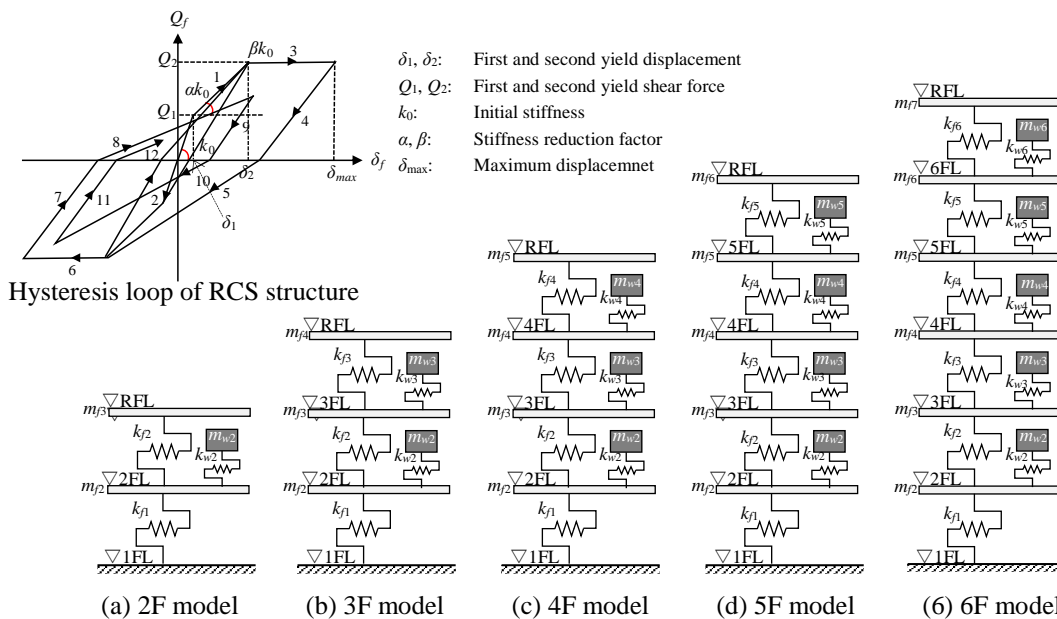 Q_f
Q_2
βk_0
3
δ_1, δ_2: First and second yield displacement
1
αk_0
Q_1, Q_2: First and second yield shear force
Q_1
k_0: Initial stiffness
4
9
8
12
k_0
α, β: Stiffness reduction factor
δ_f
δ_2
δ_max
δ_max: Maximum displacemnet
10
5
7
11
2
δ_1
6
Hysteresis loop of RCS structure
RFL
m_f3
3FL
k_f2
m_w2
k_w2
m_f2
2FL
k_f1
1FL
(a) 2F model
m_f4
RFL
k_f3
m_w3
k_w3
m_f3
3FL
k_f2
m_w2
k_w2
m_f2
2FL
k_f1
1FL
(b) 3F model
RFL
m_f5
k_f4
m_w4
k_w4
m_f4
4FL
k_f3
m_w3
k_w3
m_f3
3FL
k_f2
m_w2
k_w2
m_f2
2FL
k_f1
1FL
(c) 4F model
m_f6
RFL
k_f5
m_w5
k_w5
m_f5
5FL
k_f4
m_w4
k_w4
m_f4
4FL
k_f3
m_w3
k_w3
m_f3
3FL
k_f2
m_w2
k_w2
m_f2
2FL
k_f1
1FL
(d) 5F model
RFL
m_f7
k_f6
m_w6
k_w6
m_f6
6FL
k_f5
m_w5
k_w5
m_f5
5FL
k_f4
m_w4
k_w4
m_f4
4FL
k_f3
m_w3
k_w3
m_f3
3FL
k_f2
m_w2
k_w2
m_f2
2FL
k_f1
1FL
(6) 6F model